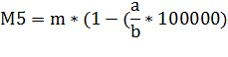 M5 = m * (1 − (a/b * 100000)